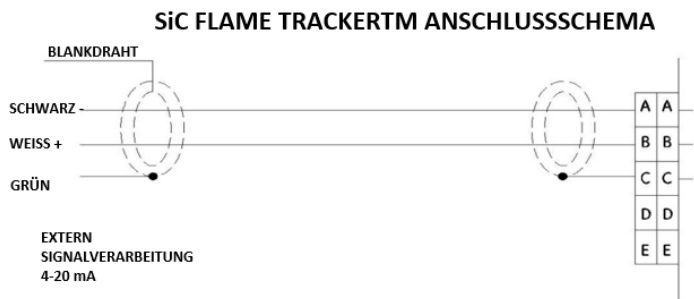 SiC FLAME TRACKERTM ANSCHLUSSSCHEMA
BLANKDRAHT
SCHWARZ -
WEISS +
GRÜN
A A
B B
C C
D D
E E
EXTERN
SIGNALVERARBEITUNG
4-20 mA